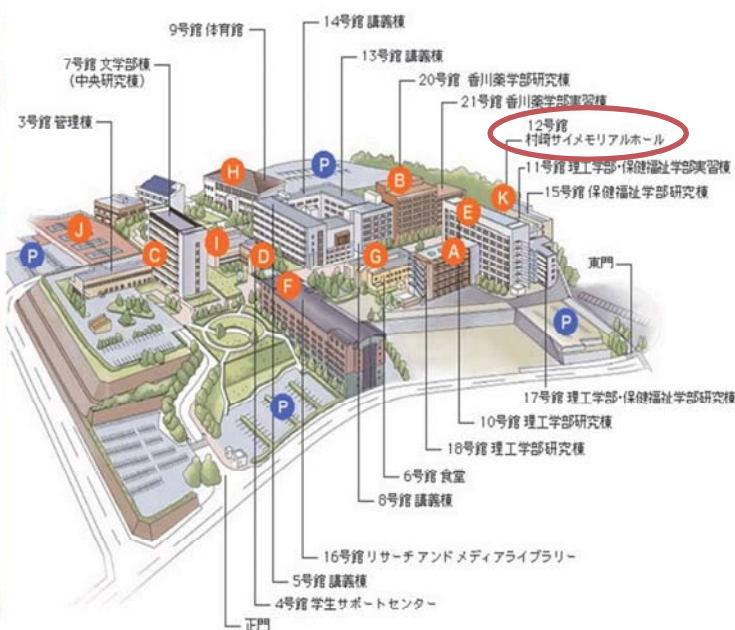 14号館 講義棟
9号館 体育館
13号館 講義棟
7号館 文学部棟
(中央研究棟)
20号館 香川薬学部研究棟
21号館 香川薬学部実習棟
3号館 管理棟
12号館
村崎サイメモリアルホール
11号館 理工学部・保健福祉学部実習棟
15号館 保健福祉学部研究棟
P
H
B
K
E
J
I
D
A
C
G
F
P
P
P
東門
17号館 理工学部・保健福祉学部研究棟
10号館 理工学部研究棟
18号館 理工学部研究棟
6号館 食堂
8号館 講義棟
16号館 リサーチ アンド メディアライブラリー
5号館 講義棟
4号館 学生サポートセンター
正門